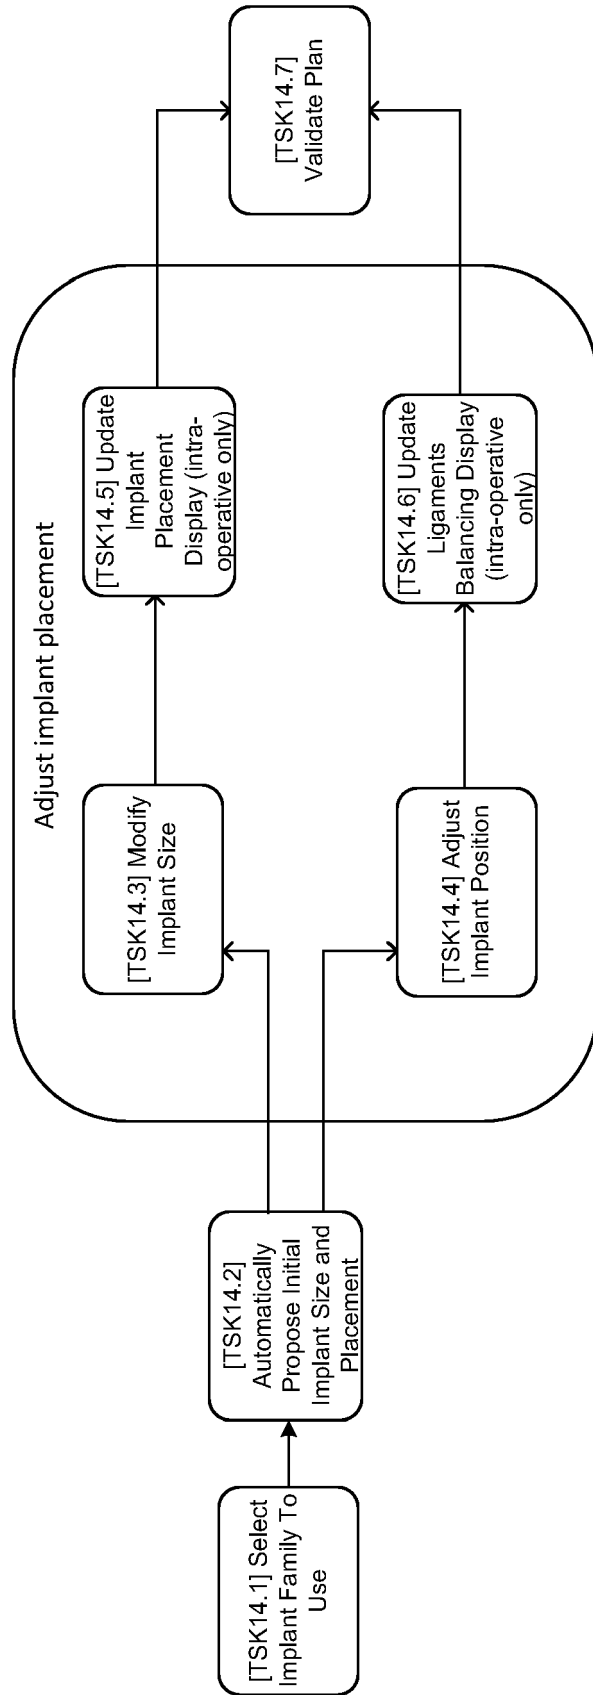 [TSK14.1] Select
Implant Family To
Use
[TSK14.2]
Automatically
Propose Initial
Implant Size and
Placement
Adjust implant placement
[TSK14.3] Modify
Implant Size
[TSK14.5] Update
Implant
Placement
Display (intra-
operative only)
[TSK14.4] Adjust
Implant Position
[TSK14.6] Update
Ligaments
Balancing Display
(intra-operative
only)
[TSK14.7]
Validate Plan